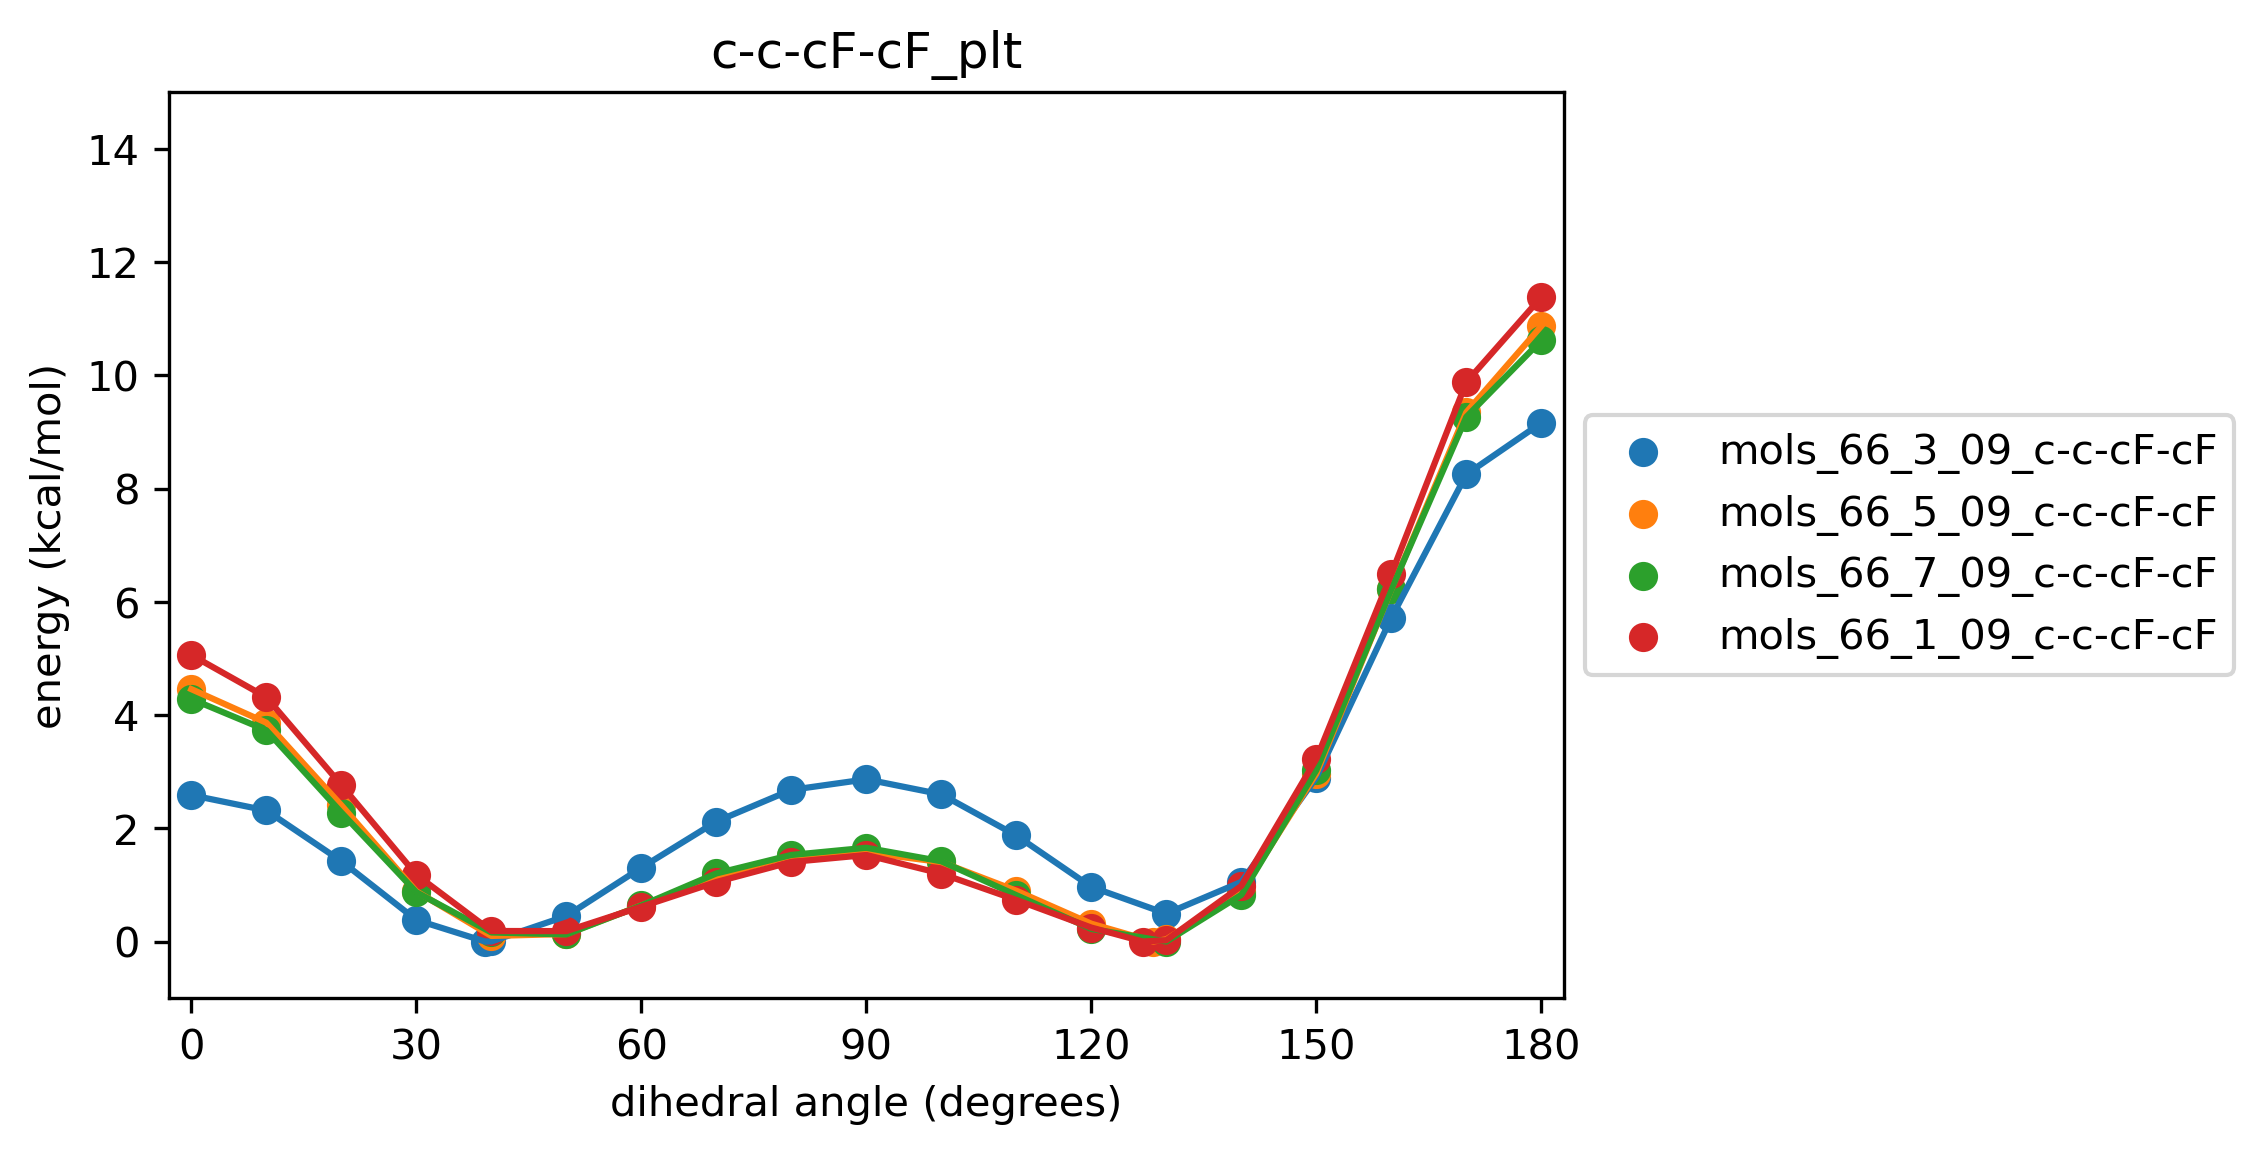 c-c-cF-cF_plt
14
12
10
8
6
4
2
0
energy (kcal/mol)
0 30 60 90 120 150 180
dihedral angle (degrees)
mols_66_3_09_c-c-cF-cF
mols_66_5_09_c-c-cF-cF
mols_66_7_09_c-c-cF-cF
mols_66_1_09_c-c-cF-cF